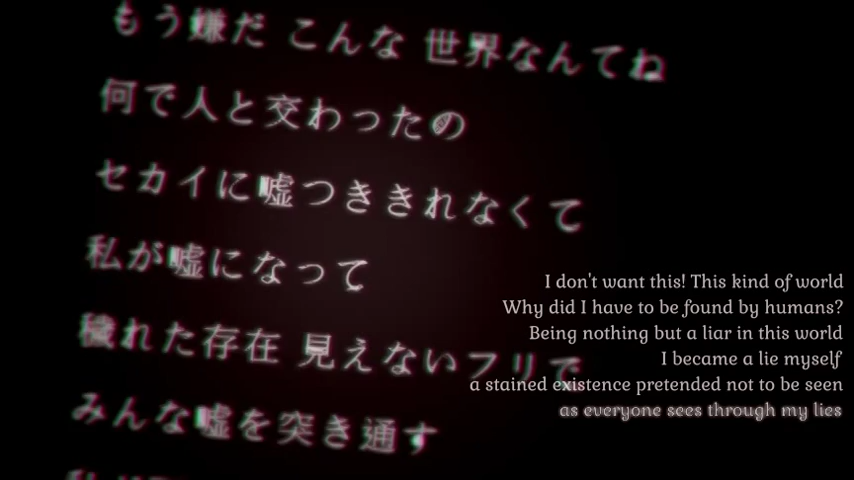 もう嫌だ こんな 世界なんてね
何で人と交わったの
セカイに嘘つききれなくて
私が嘘になって
穢れた存在 見えないフリで
みんな嘘を突き通す
I don't want this! This kind of world
Why did I have to be found by humans?
Being nothing but a liar in this world
I became a lie myself
a stained existence pretended not to be seen
as everyone sees through my lies